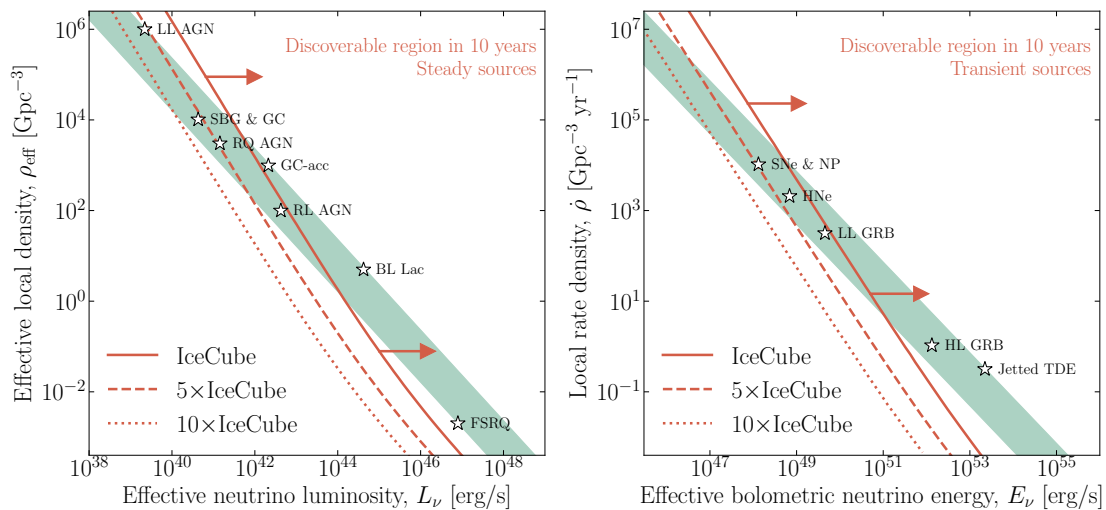 Discoverable region in 10 years
Steady sources
LL AGN
SBG & GC
RQ AGN
GC-acc
RL AGN
BL Lac
FSRQ
IceCube
5×IceCube
10×IceCube
10^6
10^4
10^2
10^0
10^−2
10^38
10^40
10^42
10^44
10^46
10^48
Effective local density, ρ_eff [Gpc^−3]
Effective neutrino luminosity, L_ν [erg/s]
Discoverable region in 10 years
Transient sources
SNe & NP
HNe
LL GRB
HL GRB
Jetted TDE
IceCube
5×IceCube
10×IceCube
10^7
10^5
10^3
10^1
10^−1
10^47
10^49
10^51
10^53
10^55
Local rate density, ρ̇ [Gpc^−3 yr^−1]
Effective bolometric neutrino energy, E_ν [erg/s]